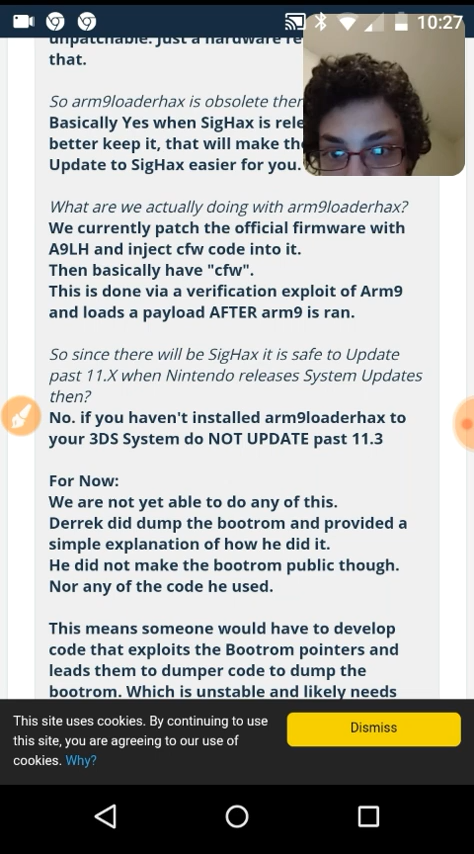 10:27
unpatchable. Just a hardware re
that.
So arm9loaderhax is obsolete ther
Basically Yes when SigHax is rele
better keep it, that will make the
Update to SigHax easier for you.
What are we actually doing with arm9loaderhax?
We currently patch the official firmware with
A9LH and inject cfw code into it.
Then basically have "cfw".
This is done via a verification exploit of Arm9
and loads a payload AFTER arm9 is ran.
So since there will be SigHax it is safe to Update
past 11.X when Nintendo releases System Updates
then?
No. if you haven't installed arm9loaderhax to
your 3DS System do NOT UPDATE past 11.3
For Now:
We are not yet able to do any of this.
Derrek did dump the bootrom and provided a
simple explanation of how he did it.
He did not make the bootrom public though.
Nor any of the code he used.
This means someone would have to develop
code that exploits the Bootrom pointers and
leads them to dumper code to dump the
bootrom. Which is unstable and likely needs
This site uses cookies. By continuing to use
this site, you are agreeing to our use of
cookies. Why?
Dismiss